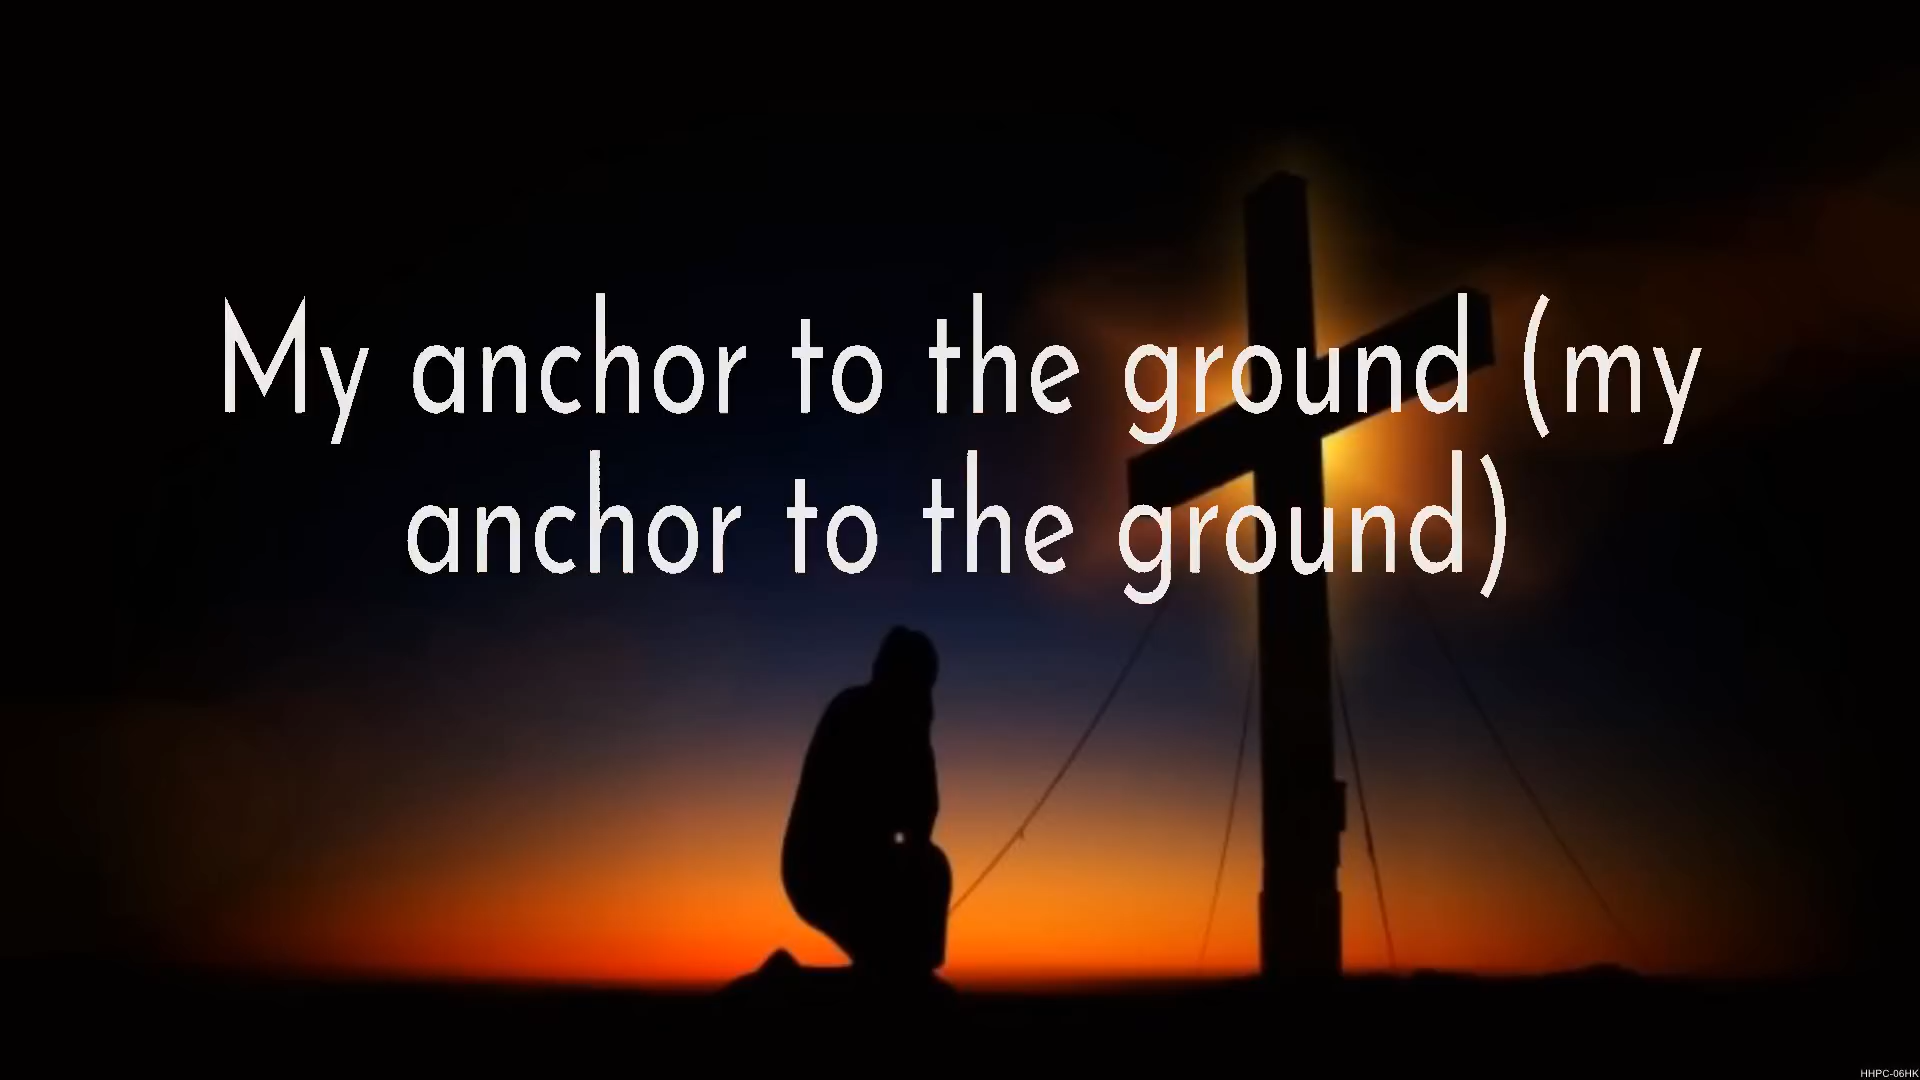 My anchor to the ground (my
anchor to the ground)
HHPC-06HK